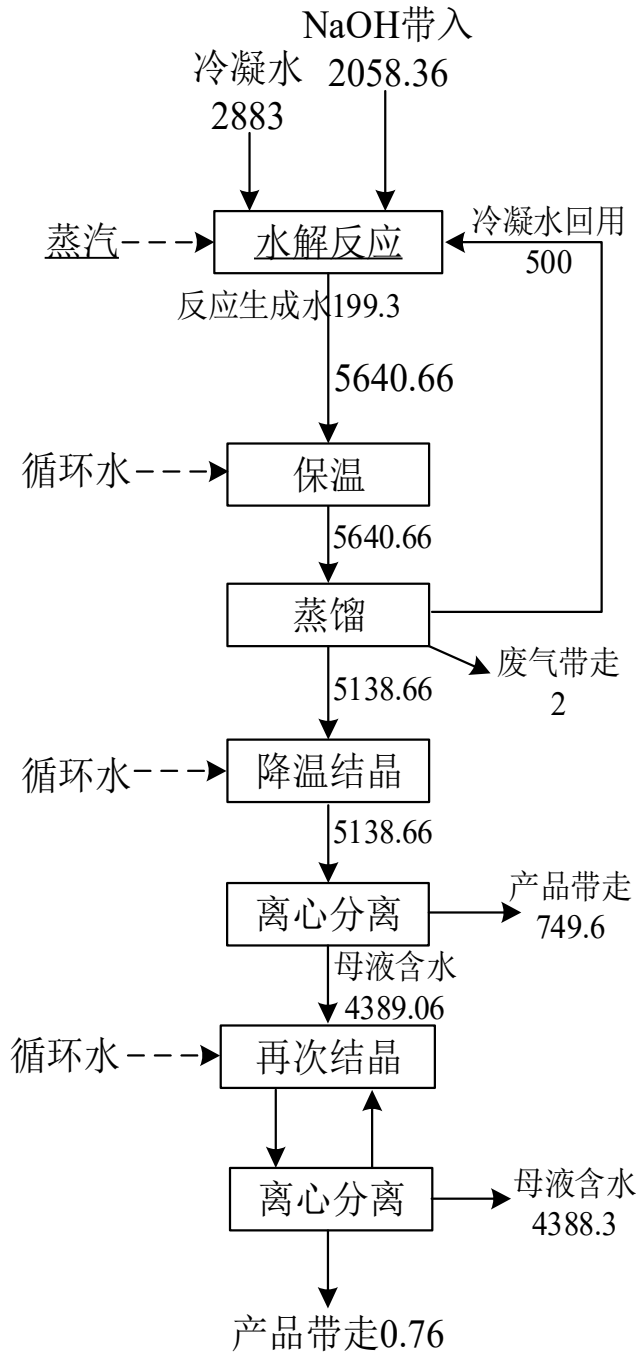 NaOH带入
2058.36
冷凝水
2883
蒸汽
水解反应
冷凝水回用
500
反应生成水199.3
5640.66
循环水
保温
5640.66
蒸馏
废气带走
2
5138.66
循环水
降温结晶
5138.66
离心分离
产品带走
749.6
母液含水
4389.06
循环水
再次结晶
离心分离
母液含水
4388.3
产品带走0.76